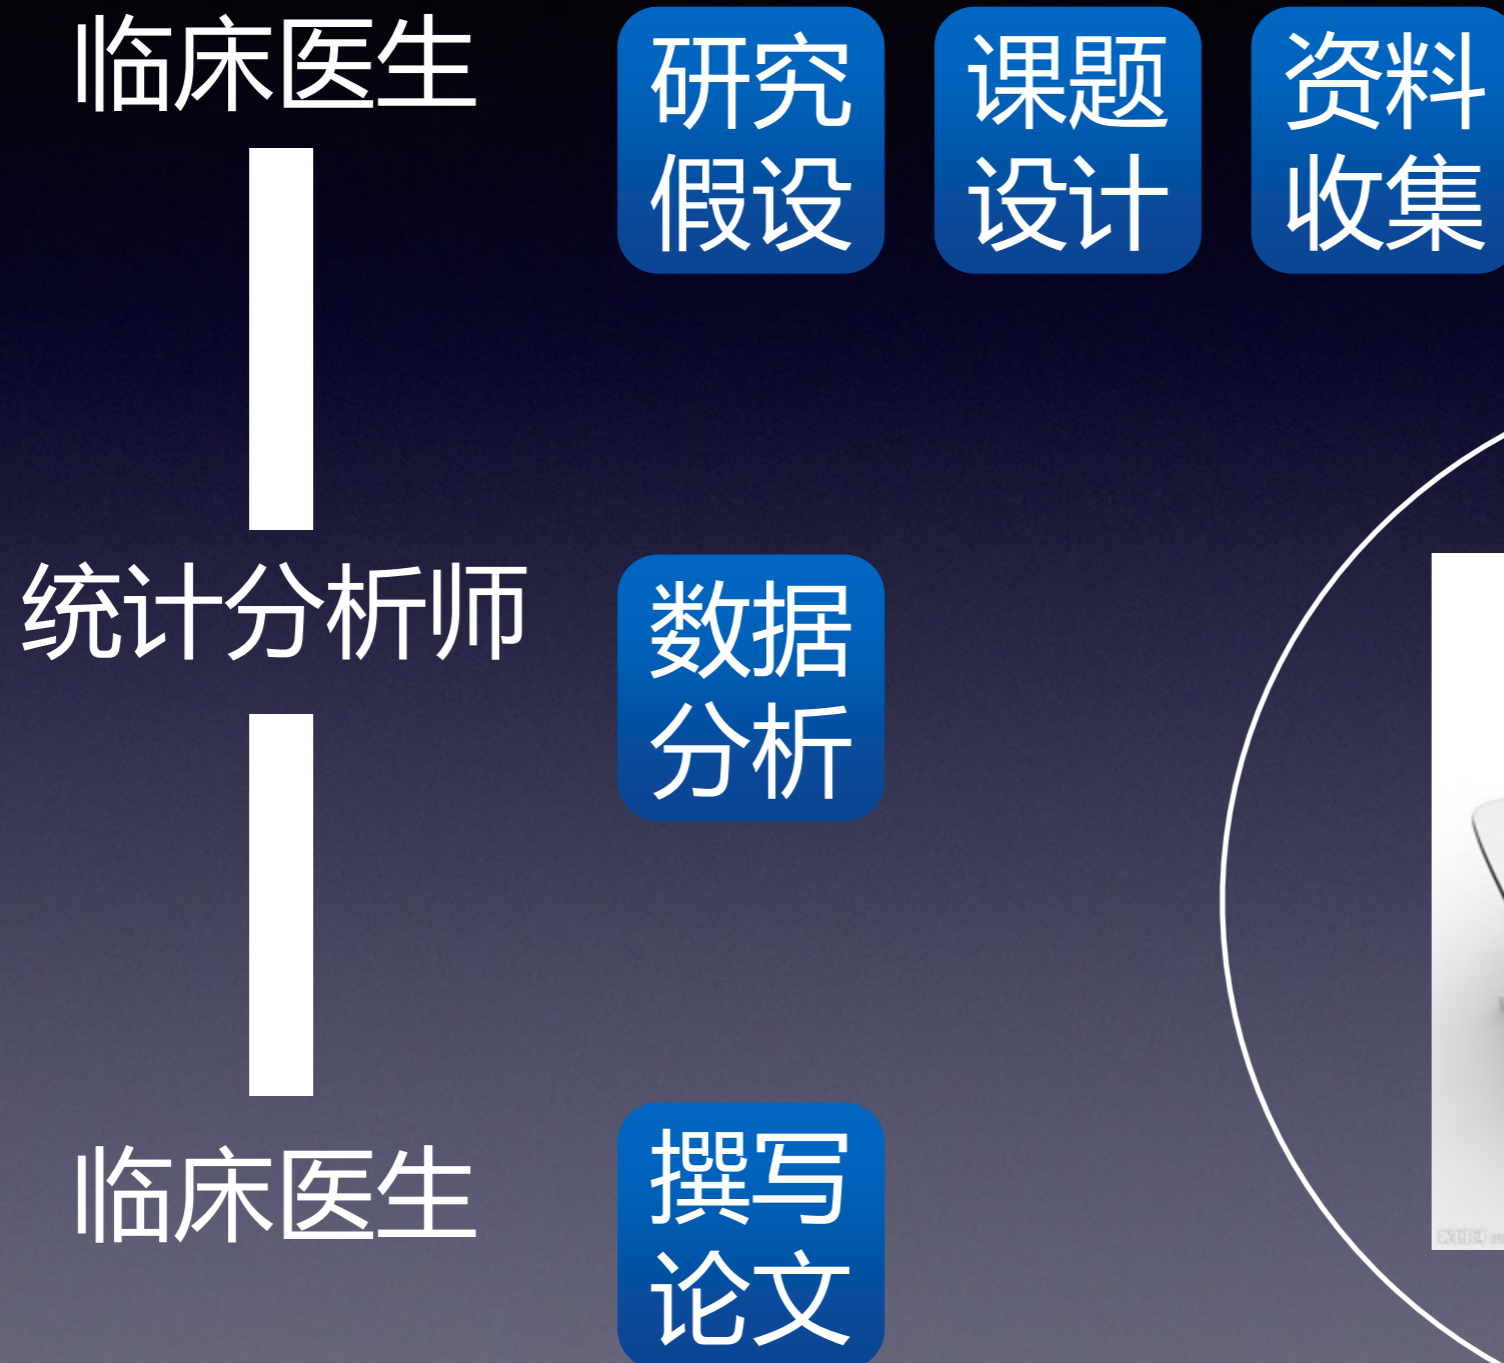 临床医生
研究
假设
课题
设计
资料
收集
统计分析师
数据
分析
临床医生
撰写
论文